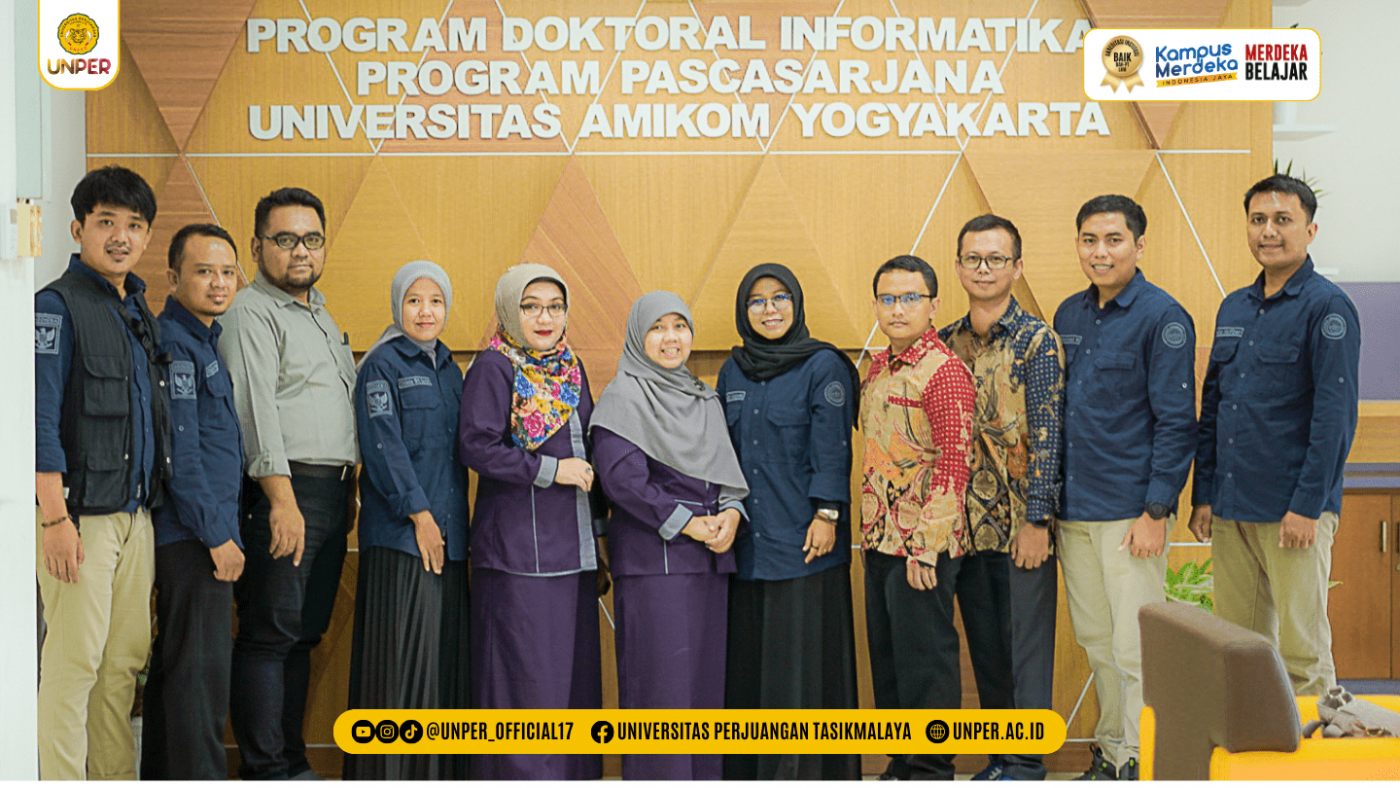 UNPER
PROGRAM DOKTORAL INFORMATIKA
PROGRAM PASCASARJANA
UNIVERSITAS AMIKOM YOGYAKARTA
BAIK
Kampus
Merdeka
INDONESIA JAYA
MERDEKA
BELAJAR
@UNPER_OFFICIAL17 UNIVERSITAS PERJUANGAN TASIKMALAYA UNPER.AC.ID